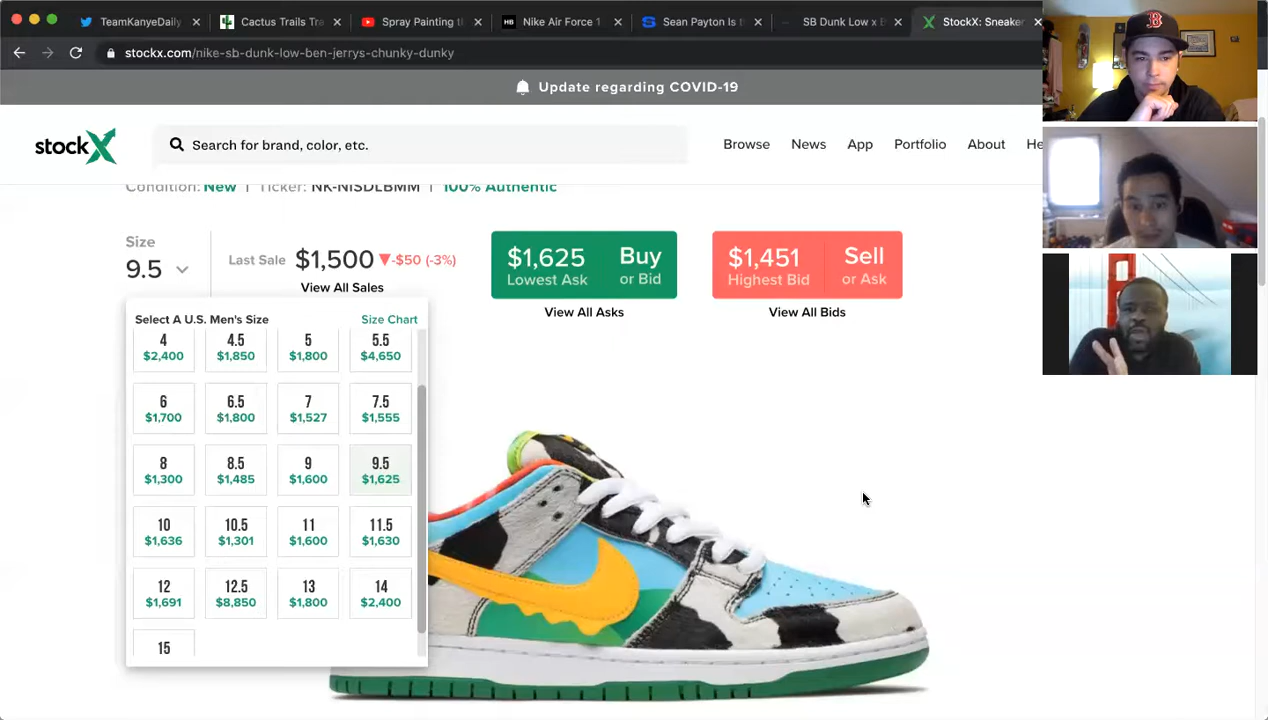 TeamKanyeDaily
Cactus Trails Tra
Spray Painting t
HB
Nike Air Force 1
Sean Payton Is t
SB Dunk Low x B
StockX: Sneaker
stockx.com/nike-sb-dunk-low-ben-jerrys-chunky-dunky
B
Update regarding COVID-19
stockX
Search for brand, color, etc.
Browse
News
App
Portfolio
About
He
Condition: New | Ticker: NK-NISDLBMM | 100% Authentic
Size
9.5
Last Sale $1,500 ▼-$50 (-3%)
View All Sales
$1,625 Buy
Lowest Ask or Bid
View All Asks
$1,451 Sell
Highest Bid or Ask
View All Bids
Select A U.S. Men's Size Size Chart
4 4.5 5 5.5
$2,400 $1,850 $1,800 $4,650
6 6.5 7 7.5
$1,700 $1,800 $1,527 $1,555
8 8.5 9 9.5
$1,300 $1,485 $1,600 $1,625
10 10.5 11 11.5
$1,636 $1,301 $1,600 $1,630
12 12.5 13 14
$1,691 $8,850 $1,800 $2,400
15